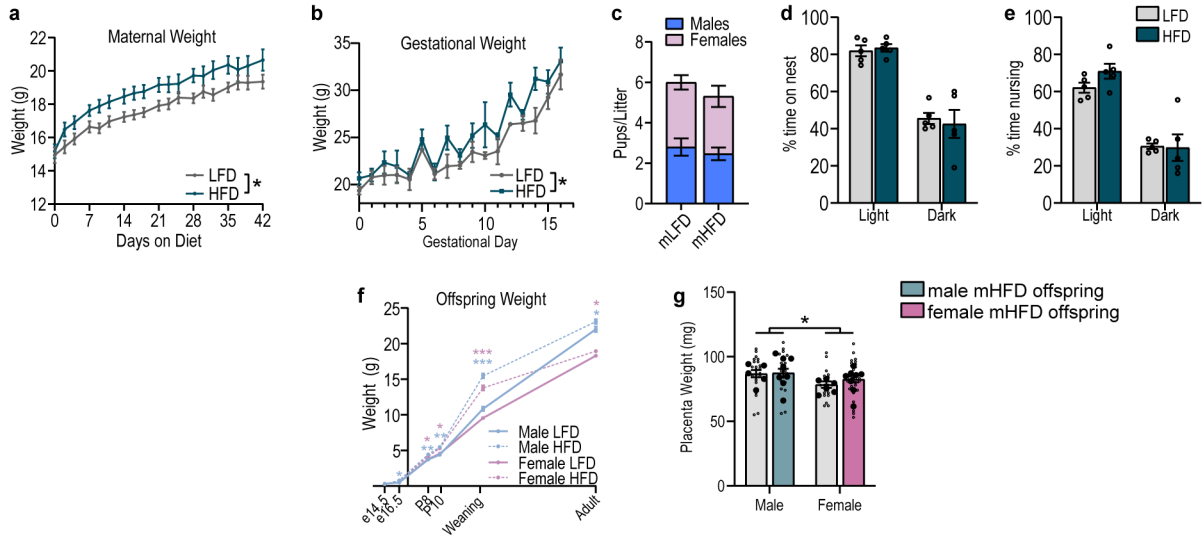 a
Maternal Weight
Weight (g)
22
20
18
16
14
12
0
7
14
21
28
35
42
Days on Diet
LFD
HFD
*
b
Gestational Weight
Weight (g)
35
30
25
20
0
5
10
15
Gestational Day
LFD
HFD
*
c
Males
Females
Pups/Litter
8
6
4
2
0
mLFD
mHFD
d
% time on nest
100
80
60
40
20
0
Light
Dark
e
LFD
HFD
% time nursing
100
80
60
40
20
0
Light
Dark
f
Offspring Weight
Weight (g)
25
20
15
10
5
*
*
**
*
**
***
***
*
*
Male LFD
Male HFD
Female LFD
Female HFD
e14.5
e16.5
P8
P10
Weaning
Adult
g
male mHFD offspring
female mHFD offspring
Placenta Weight (mg)
150
100
50
0
*
Male
Female